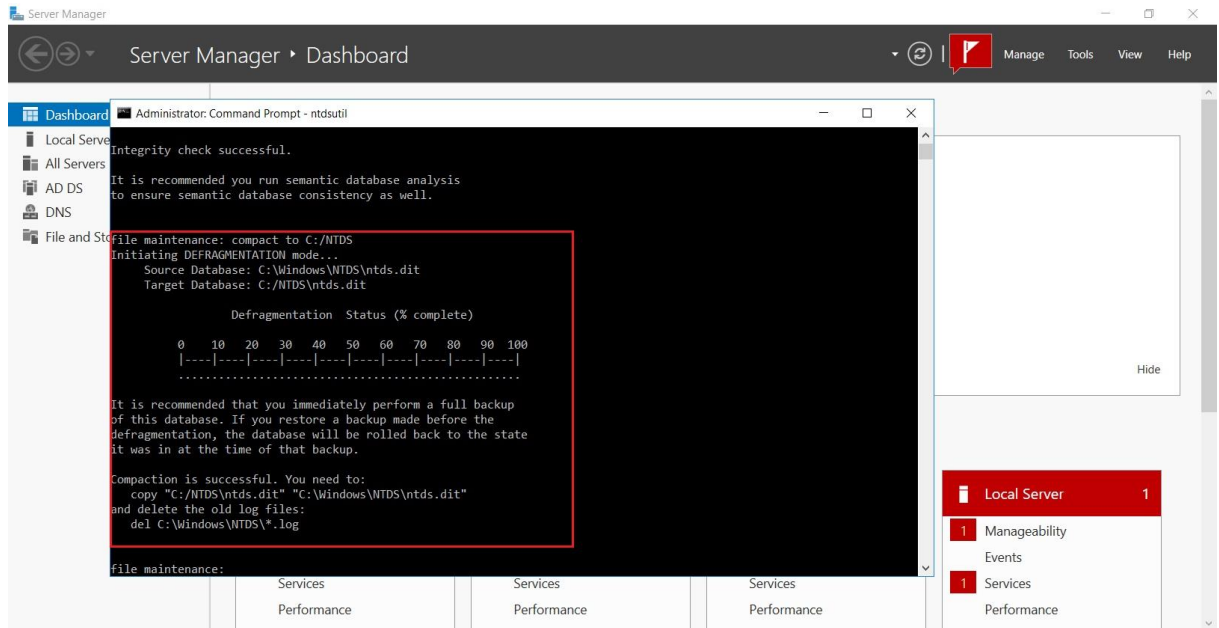 Server Manager
Server Manager ‣ Dashboard
Manage Tools View Help
Dashboard
Local Serve
All Servers
AD DS
DNS
File and Sto
Administrator: Command Prompt - ntdsutil
Integrity check successful.
It is recommended you run semantic database analysis
to ensure semantic database consistency as well.
file maintenance: compact to C:/NTDS
Initiating DEFRAGMENTATION mode...
Source Database: C:\Windows\NTDS\ntds.dit
Target Database: C:/NTDS\ntds.dit
Defragmentation Status (% complete)
0 10 20 30 40 50 60 70 80 90 100
|----|----|----|----|----|----|----|----|----|----|
...................................................
It is recommended that you immediately perform a full backup
of this database. If you restore a backup made before the
defragmentation, the database will be rolled back to the state
it was in at the time of that backup.
Compaction is successful. You need to:
copy "C:/NTDS\ntds.dit" "C:\Windows\NTDS\ntds.dit"
and delete the old log files:
del C:\Windows\NTDS\*.log
file maintenance:
Hide
Services
Performance
Services
Performance
Services
Performance
Local Server 1
1 Manageability
Events
1 Services
Performance